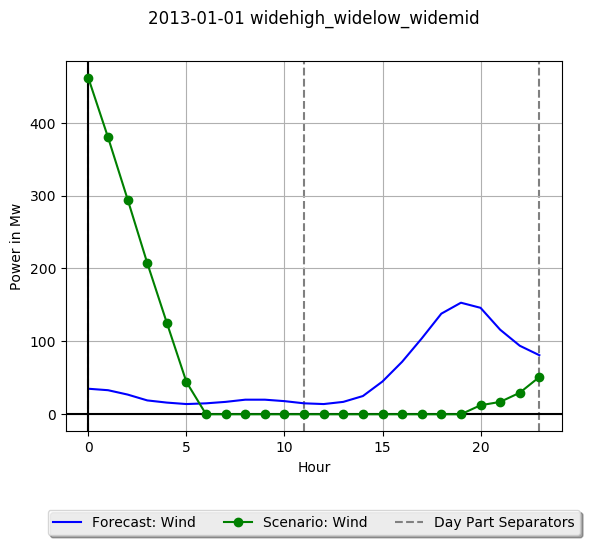 2013-01-01 widehigh_widelow_widemid
Power in Mw
400
300
200
100
0
0 5 10 15 20
Hour
Forecast: Wind Scenario: Wind Day Part Separators